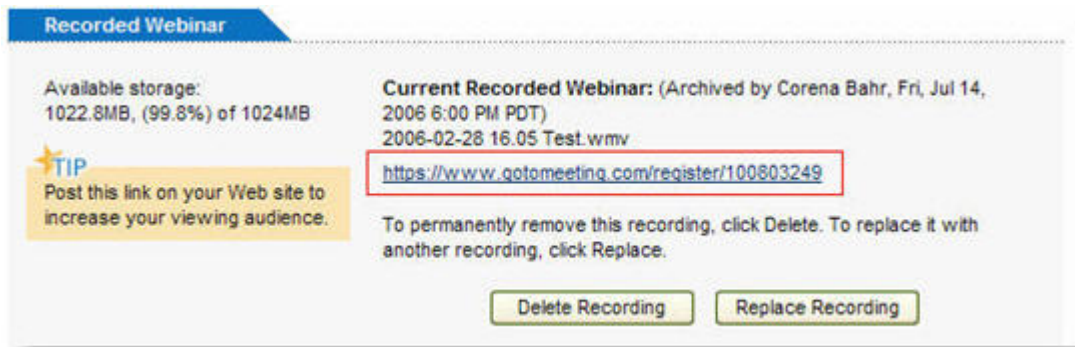 Recorded Webinar
Available storage:
1022.8MB, (99.8%) of 1024MB
TIP
Post this link on your Web site to
increase your viewing audience.
Current Recorded Webinar: (Archived by Corena Bahr, Fri, Jul 14,
2006 6:00 PM PDT)
2006-02-28 16.05 Test.wmv
https://www.gotomeeting.com/register/100803249
To permanently remove this recording, click Delete. To replace it with
another recording, click Replace.
Delete Recording
Replace Recording